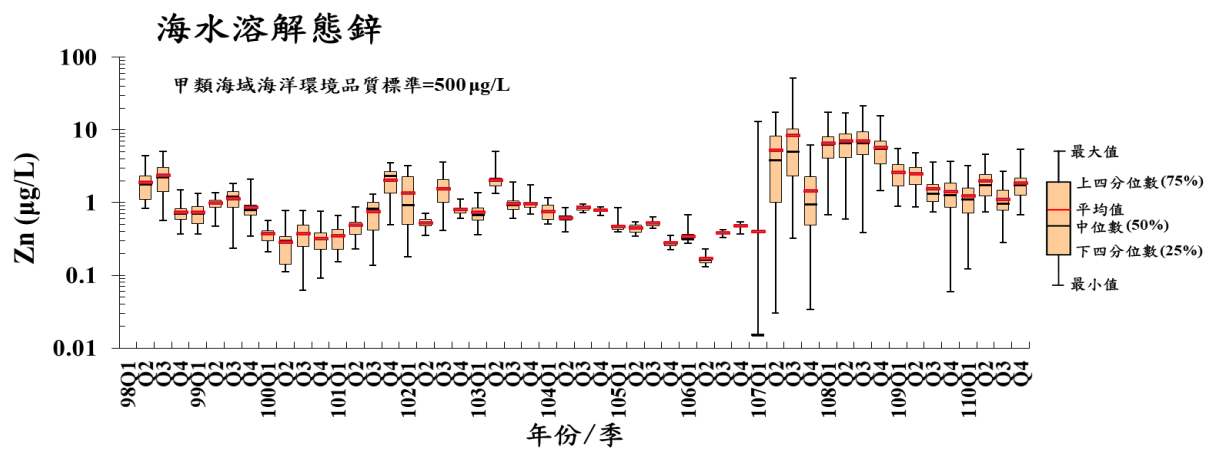 海水溶解態鋅
甲類海域海洋環境品質標準=500 μg/L
Zn (μg/L)
100
10
1
0.1
0.01
最大值
上四分位數(75%)
平均值
中位數(50%)
下四分位數(25%)
最小值
98Q1
Q2
Q3
Q4
99Q1
Q2
Q3
Q4
100Q1
Q2
Q3
Q4
101Q1
Q2
Q3
Q4
102Q1
Q2
Q3
Q4
103Q1
Q2
Q3
Q4
104Q1
Q2
Q3
Q4
105Q1
Q2
Q3
Q4
106Q1
Q2
Q3
Q4
107Q1
Q2
Q3
Q4
108Q1
Q2
Q3
Q4
109Q1
Q2
Q3
Q4
110Q1
Q2
Q3
Q4
年份/季